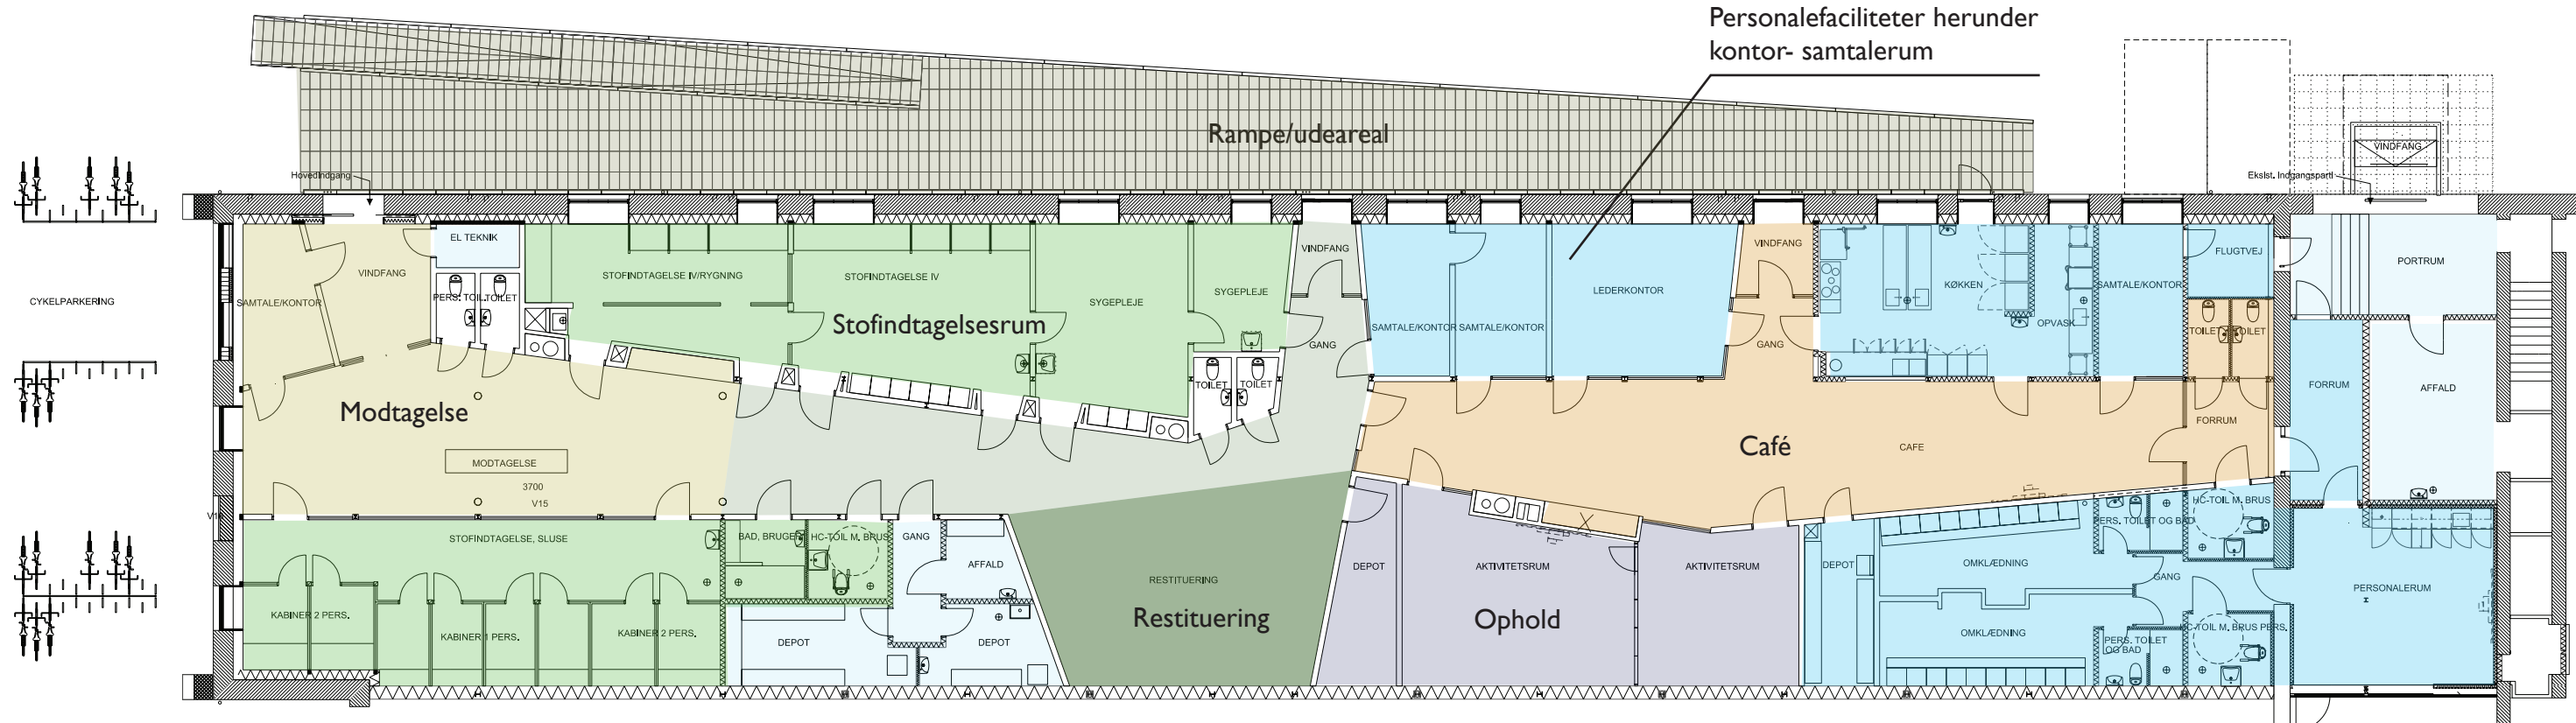 Personalefaciliteter herunder
kontor- samtalerum
Rampe/udeareal
VINDFANG
Hovedindgang
Eksist. Indgangsparti
CYKELPARKERING
EL TEKNIK
VINDFANG
SAMTALE/KONTOR
PERS. TOIL.
TOILET
STOFINDTAGELSE IV/RYGNING
STOFINDTAGELSE IV
SYGEPLEJE
SYGEPLEJE
Stofindtagelsesrum
VINDFANG
GANG
TOILET
TOILET
SAMTALE/KONTOR
SAMTALE/KONTOR
LEDERKONTOR
VINDFANG
GANG
KØKKEN
OPVASK
SAMTALE/KONTOR
FLUGTVEJ
TOILET
TOILET
PORTRUM
FORRUM
AFFALD
Modtagelse
MODTAGELSE
3700
V15
Café
CAFE
FORRUM
STOFINDTAGELSE, SLUSE
BAD, BRUGER
HC-TOIL M. BRUS
GANG
AFFALD
RESTITUERING
Restituering
DEPOT
AKTIVITETSRUM
AKTIVITETSRUM
Ophold
DEPOT
OMKLÆDNING
PERS. TOILET OG BAD
HC-TOIL M. BRUS
GANG
PERSONALERUM
KABINER 2 PERS.
KABINER 1 PERS.
KABINER 2 PERS.
DEPOT
DEPOT
OMKLÆDNING
PERS. TOILET
OG BAD
HC-TOIL M. BRUS PERS.